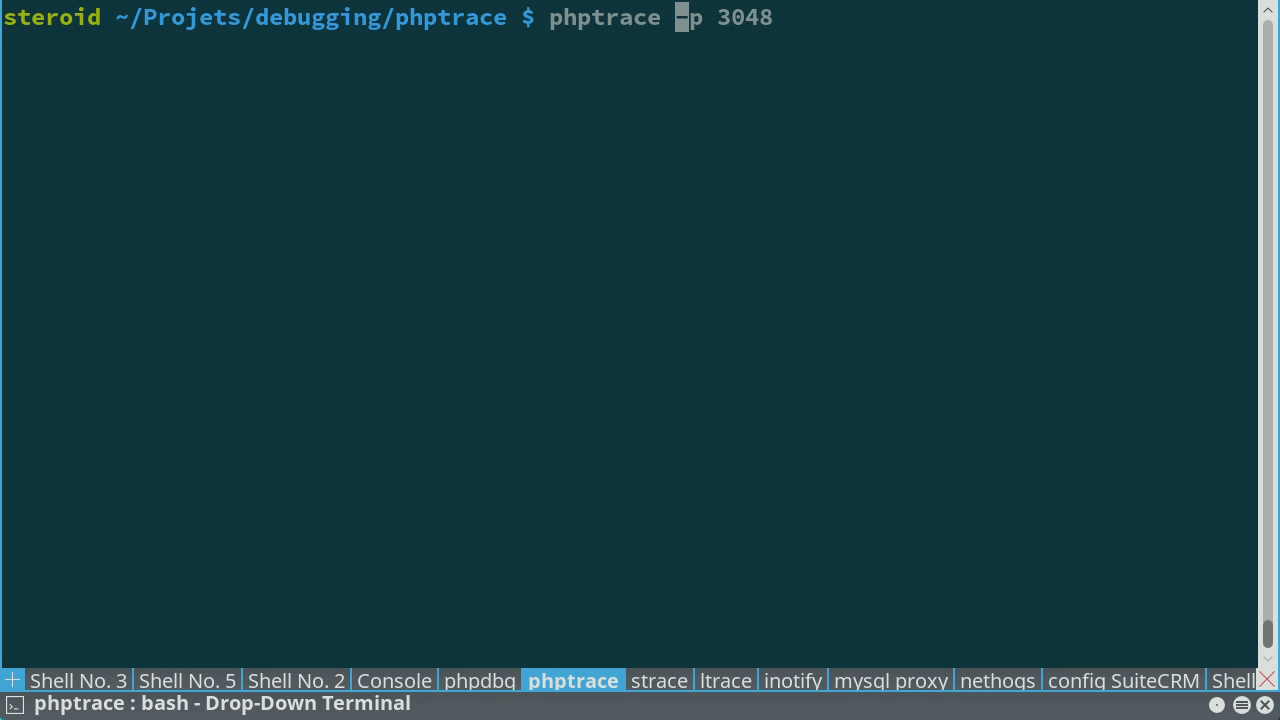 steroid ~/Projets/debugging/phptrace $ phptrace -p 3048
Shell No. 3 Shell No. 5 Shell No. 2 Console phpdbg phptrace strace ltrace inotify mysql proxy nethogs config SuiteCRM Shell
phptrace : bash - Drop-Down Terminal